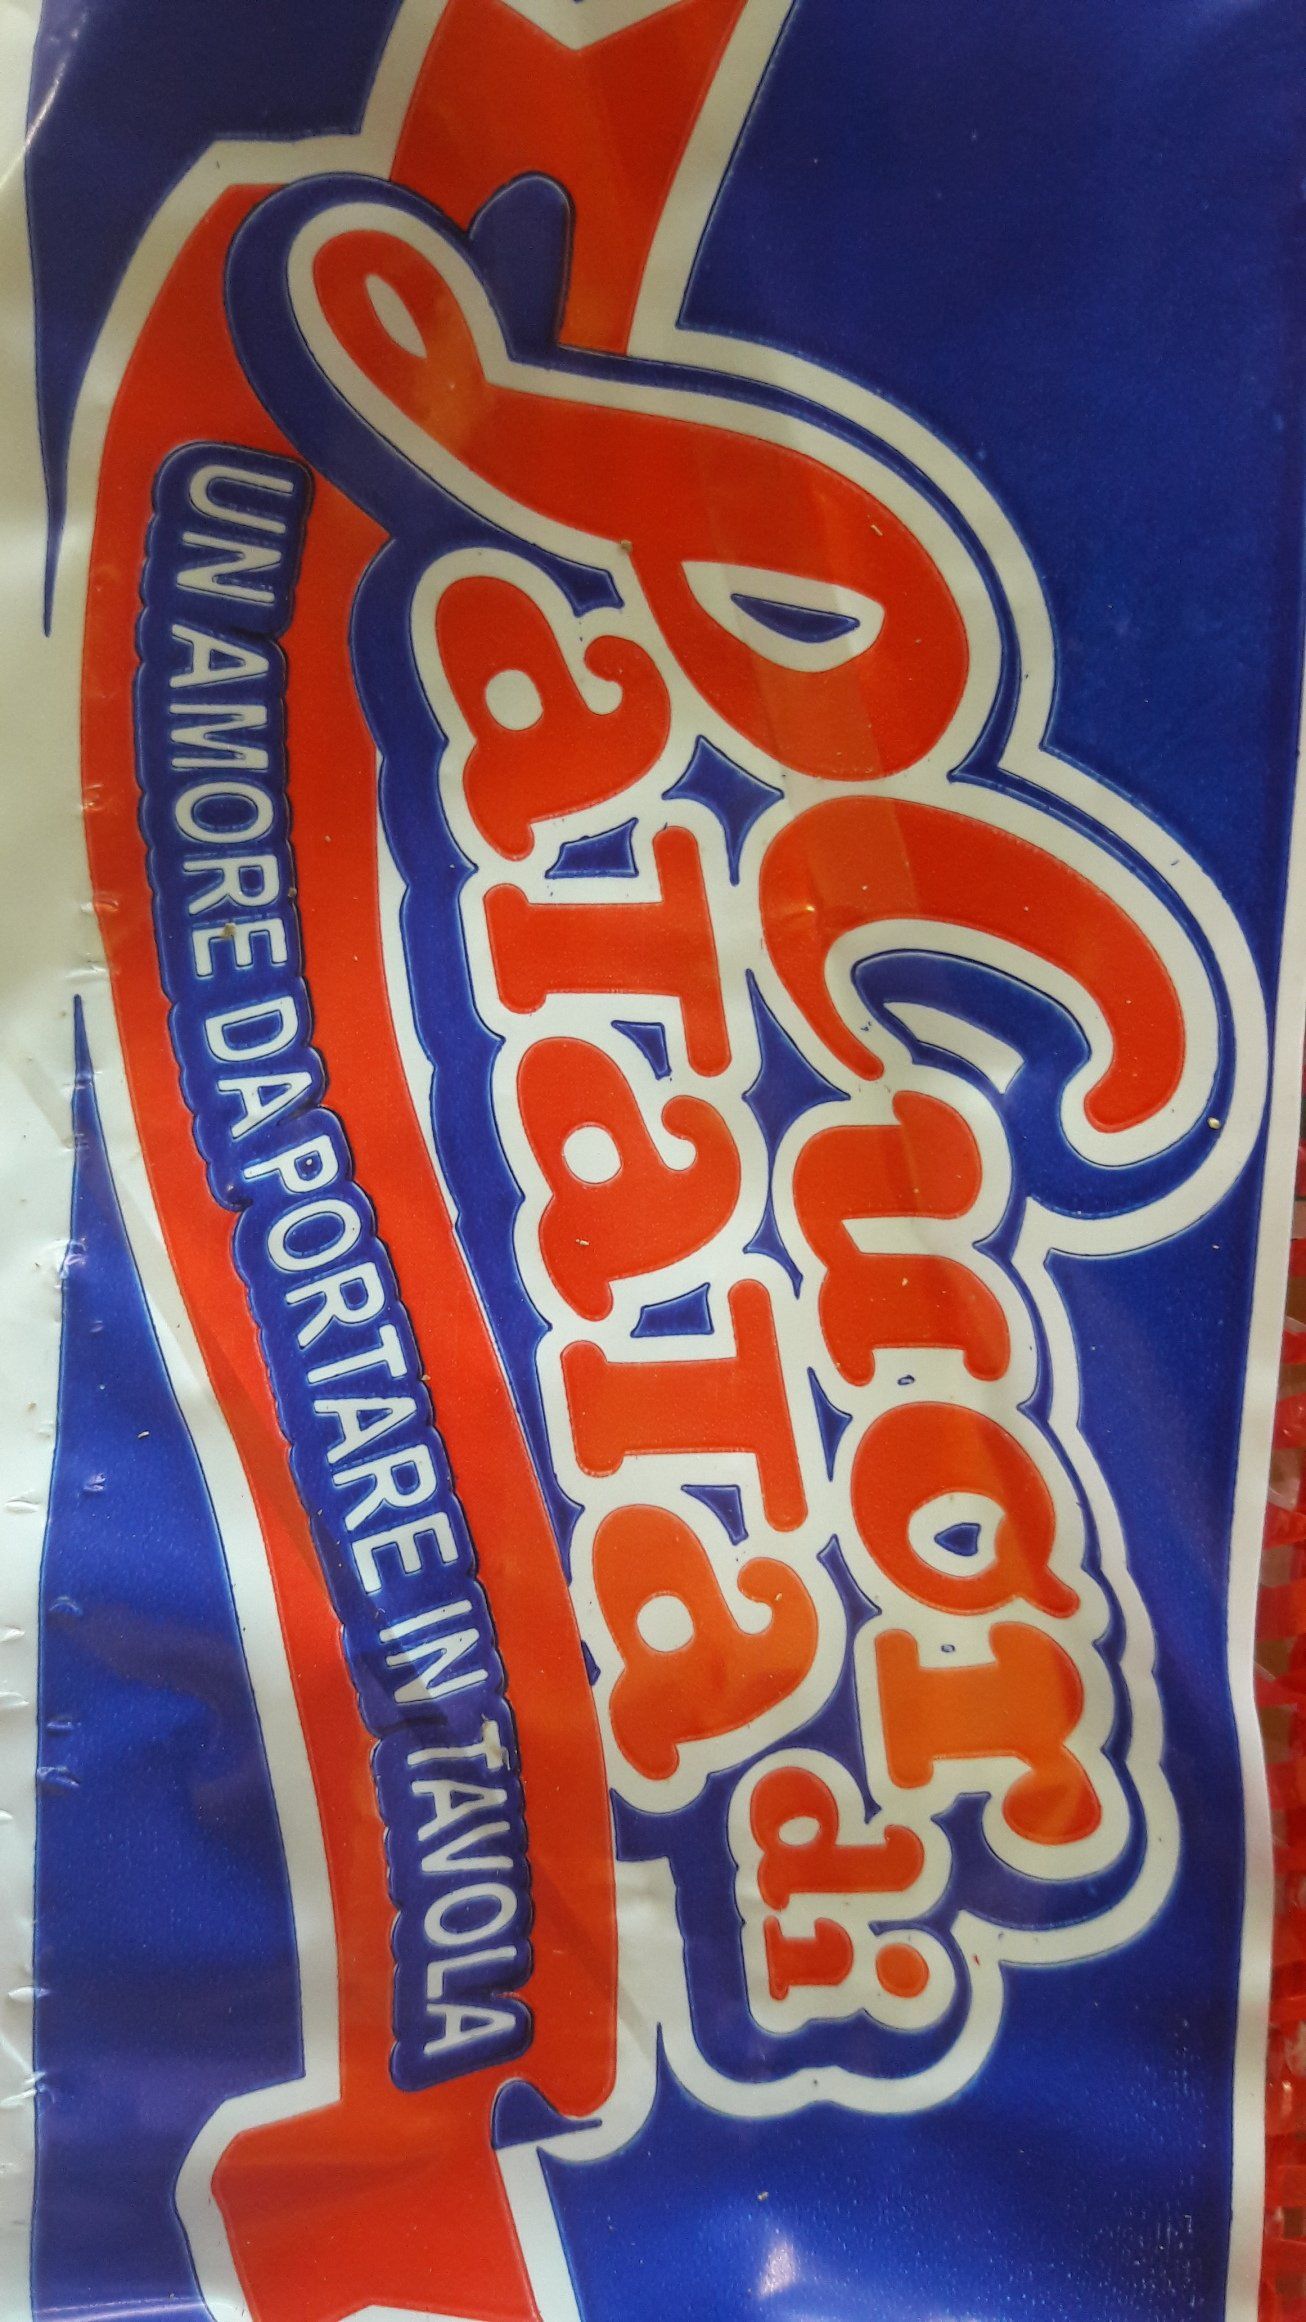 Cuor di
Patata
UN AMORE DA PORTARE IN TAVOLA